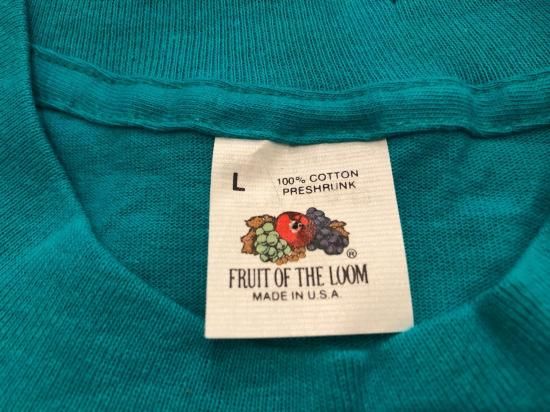 L
100% COTTON
PRESHRUNK
®
FRUIT OF THE LOOM
MADE IN U.S.A.